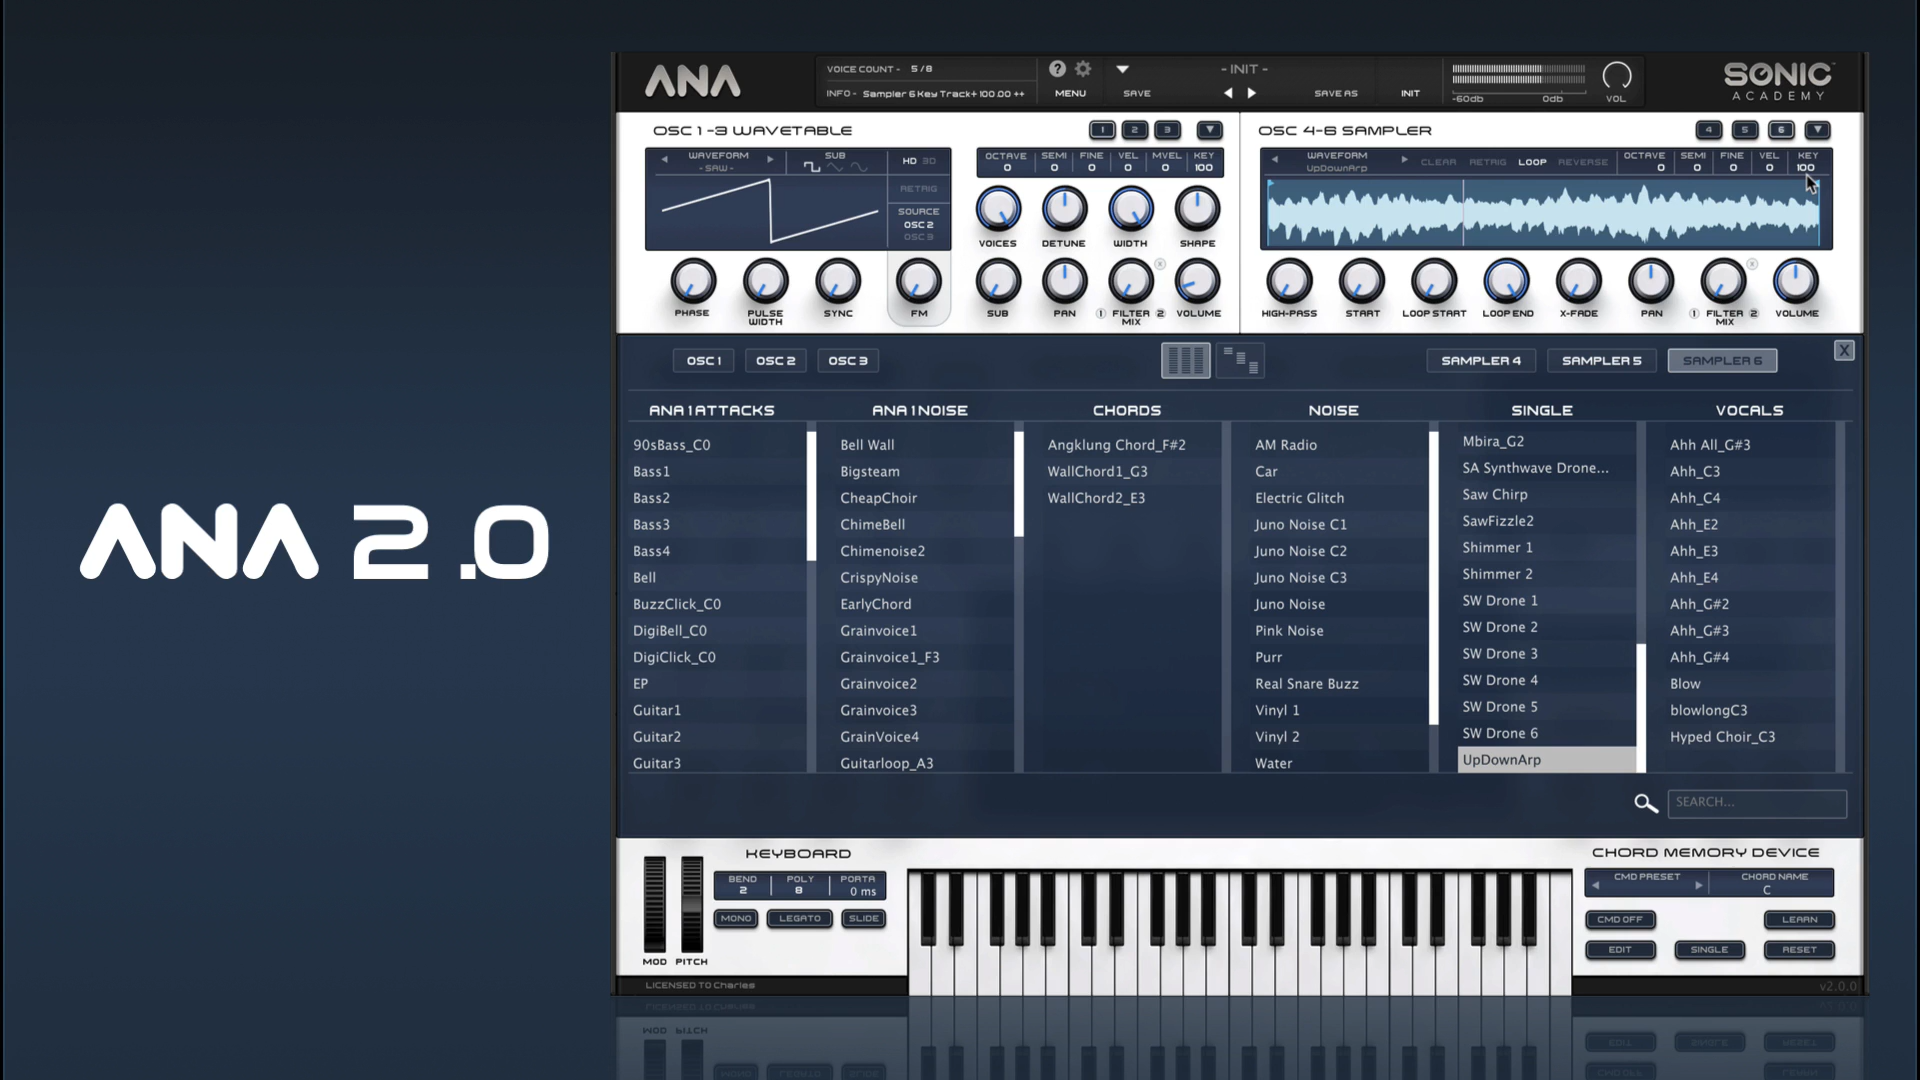 ANA 2.0
ANA
VOICE COUNT - 5 / 8
INFO - Sampler 6 Key Track+ 100.00 ++
MENU
SAVE
- INIT -
SAVE AS
INIT
-60db 0db
VOL
SONIC
ACADEMY
OSC 1-3 WAVETABLE
1 2 3
WAVEFORM
- SAW -
SUB
HD 3D
RETRIG
SOURCE
OSC 2
OSC 3
OCTAVE SEMI FINE VEL MVEL KEY
0 0 0 0 0 100
VOICES DETUNE WIDTH SHAPE
PHASE PULSE WIDTH SYNC FM SUB PAN 1 FILTER MIX 2 VOLUME
OSC 4-6 SAMPLER
4 5 6
WAVEFORM
UpDownArp
CLEAR RETRIG LOOP REVERSE
OCTAVE SEMI FINE VEL KEY
0 0 0 0 100
HIGH-PASS START LOOP START LOOP END X-FADE PAN 1 FILTER MIX 2 VOLUME
OSC 1 OSC 2 OSC 3
SAMPLER 4 SAMPLER 5 SAMPLER 6
X
ANA 1 ATTACKS
90sBass_C0
Bass1
Bass2
Bass3
Bass4
Bell
BuzzClick_C0
DigiBell_C0
DigiClick_C0
EP
Guitar1
Guitar2
Guitar3
ANA 1 NOISE
Bell Wall
Bigsteam
CheapChoir
ChimeBell
Chimenoise2
CrispyNoise
EarlyChord
Grainvoice1
Grainvoice1_F3
Grainvoice2
Grainvoice3
GrainVoice4
Guitarloop_A3
CHORDS
Angklung Chord_F#2
WallChord1_G3
WallChord2_E3
NOISE
AM Radio
Car
Electric Glitch
Juno Noise C1
Juno Noise C2
Juno Noise C3
Juno Noise
Pink Noise
Purr
Real Snare Buzz
Vinyl 1
Vinyl 2
Water
SINGLE
Mbira_G2
SA Synthwave Drone...
Saw Chirp
SawFizzle2
Shimmer 1
Shimmer 2
SW Drone 1
SW Drone 2
SW Drone 3
SW Drone 4
SW Drone 5
SW Drone 6
UpDownArp
VOCALS
Ahh All_G#3
Ahh_C3
Ahh_C4
Ahh_E2
Ahh_E3
Ahh_E4
Ahh_G#2
Ahh_G#3
Ahh_G#4
Blow
blowlongC3
Hyped Choir_C3
SEARCH...
KEYBOARD
BEND POLY PORTA
2 8 0 ms
MONO LEGATO SLIDE
MOD PITCH
CHORD MEMORY DEVICE
CMD PRESET
CHORD NAME
C
CMD OFF LEARN
EDIT SINGLE RESET
LICENSED TO Charles
v2.0.0